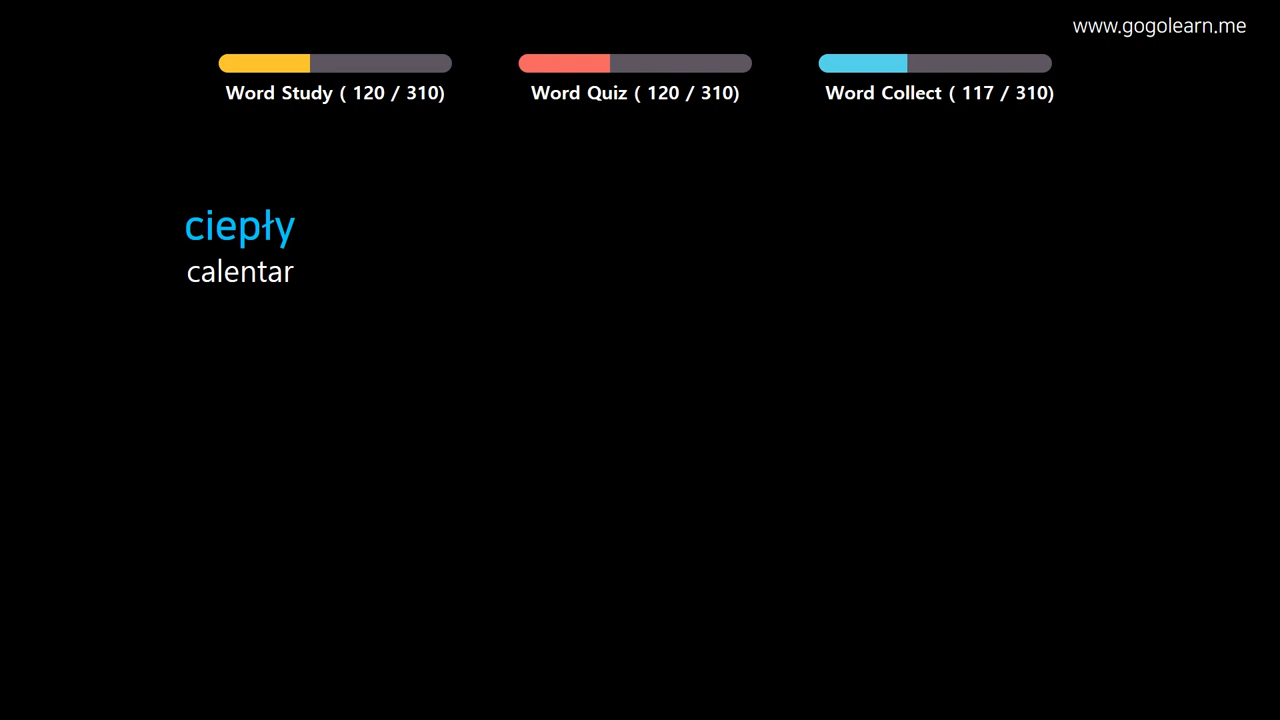 www.gogolearn.me
Word Study ( 120 / 310)
Word Quiz ( 120 / 310)
Word Collect ( 117 / 310)
ciepły
calentar